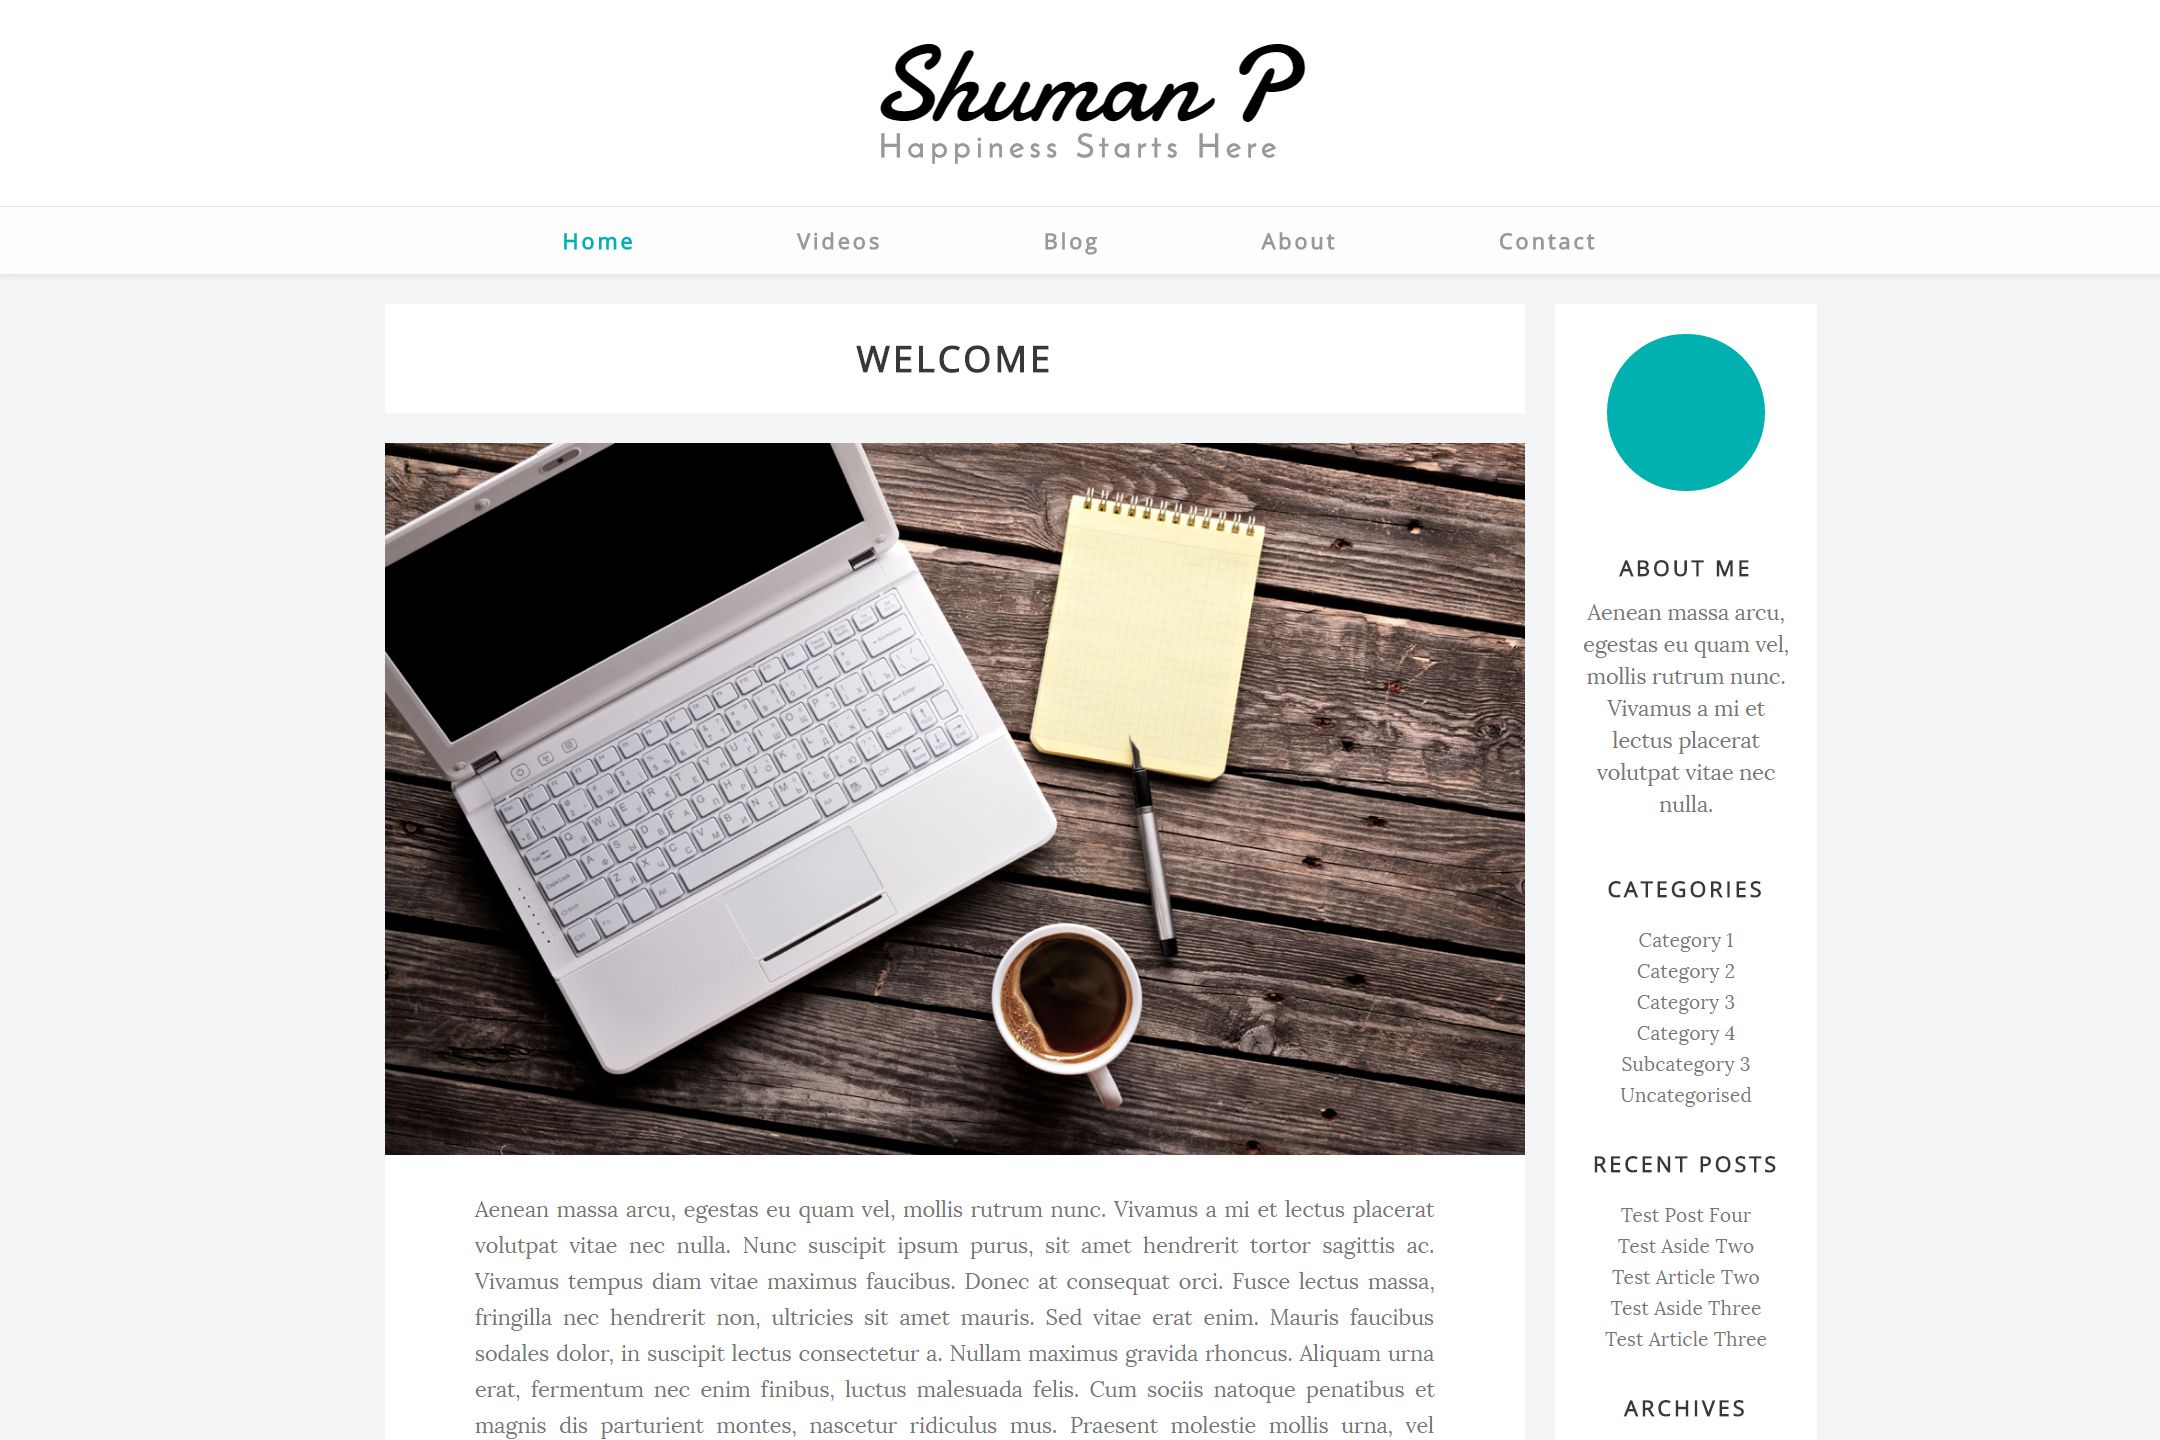 Shuman P
Happiness Starts Here
Home
Videos
Blog
About
Contact
WELCOME
Aenean massa arcu, egestas eu quam vel, mollis rutrum nunc. Vivamus a mi et lectus placerat
volutpat vitae nec nulla. Nunc suscipit ipsum purus, sit amet hendrerit tortor sagittis ac.
Vivamus tempus diam vitae maximus faucibus. Donec at consequat orci. Fusce lectus massa,
fringilla nec hendrerit non, ultricies sit amet mauris. Sed vitae erat enim. Mauris faucibus
sodales dolor, in suscipit lectus consectetur a. Nullam maximus gravida rhoncus. Aliquam urna
erat, fermentum nec enim finibus, luctus malesuada felis. Cum sociis natoque penatibus et
magnis dis parturient montes, nascetur ridiculus mus. Praesent molestie mollis urna, vel
ABOUT ME
Aenean massa arcu,
egestas eu quam vel,
mollis rutrum nunc.
Vivamus a mi et
lectus placerat
volutpat vitae nec
nulla.
CATEGORIES
Category 1
Category 2
Category 3
Category 4
Subcategory 3
Uncategorised
RECENT POSTS
Test Post Four
Test Aside Two
Test Article Two
Test Aside Three
Test Article Three
ARCHIVES